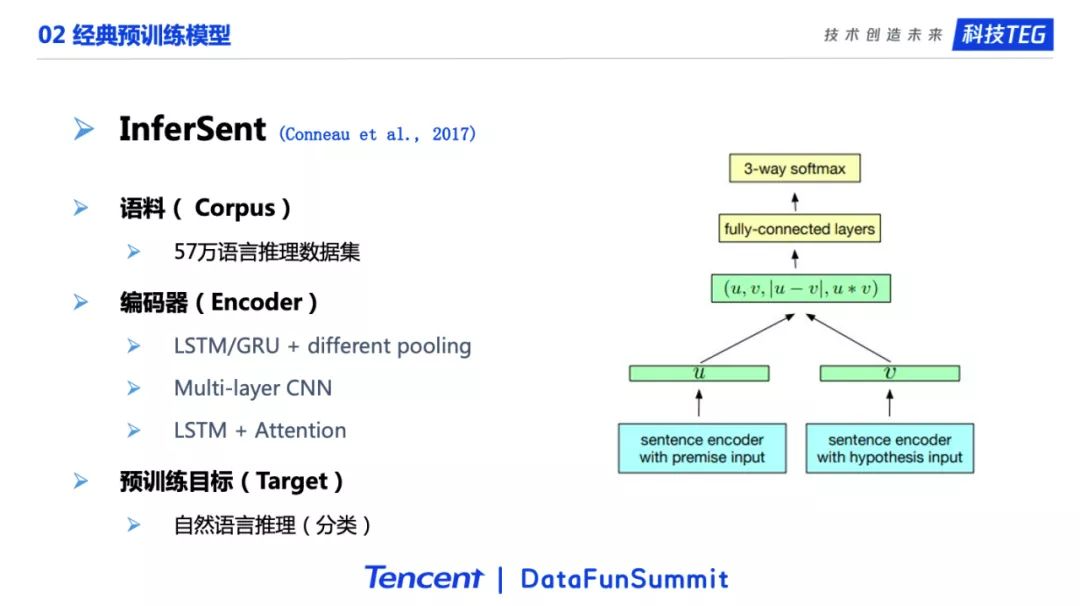 02 经典预训练模型
技术创造未来 科技TEG
InferSent (Conneau et al., 2017)
语料（ Corpus）
57万语言推理数据集
编码器（Encoder）
LSTM/GRU + different pooling
Multi-layer CNN
LSTM + Attention
预训练目标（Target）
自然语言推理（分类）
3-way softmax
fully-connected layers
(u, v, |u − v|, u * v)
u
v
sentence encoder
with premise input
sentence encoder
with hypothesis input
Tencent | DataFunSummit